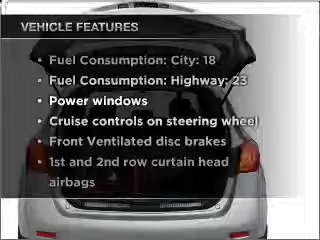 VEHICLE FEATURES
• Fuel Consumption: City: 18
• Fuel Consumption: Highway: 23
• Power windows
• Cruise controls on steering wheel
• Front Ventilated disc brakes
• 1st and 2nd row curtain head
airbags